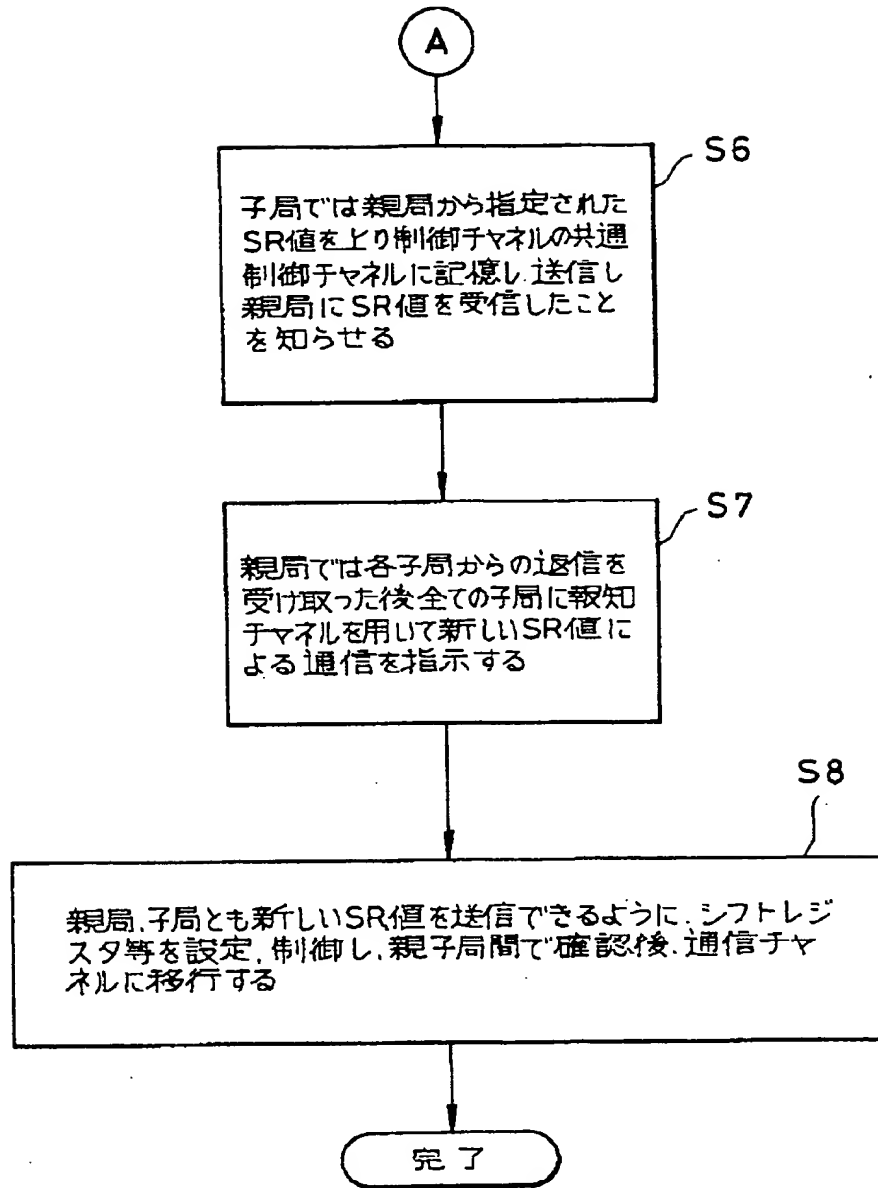 A
S6
子局では親局から指定された
SR値を上り制御チャネルの共通
制御チャネルに記憶し.送信し
親局にSR値を受信したこと
を知らせる
S7
親局では各子局からの返信を
受け取った後全ての子局に報知
チャネルを用いて新しいSR値に
よる通信を指示する
S8
親局.子局とも新しいSR値を送信できるように.シフトレジ
スタ等を設定.制御し.親子局間で確認後.通信チャ
ネルに移行する
完了